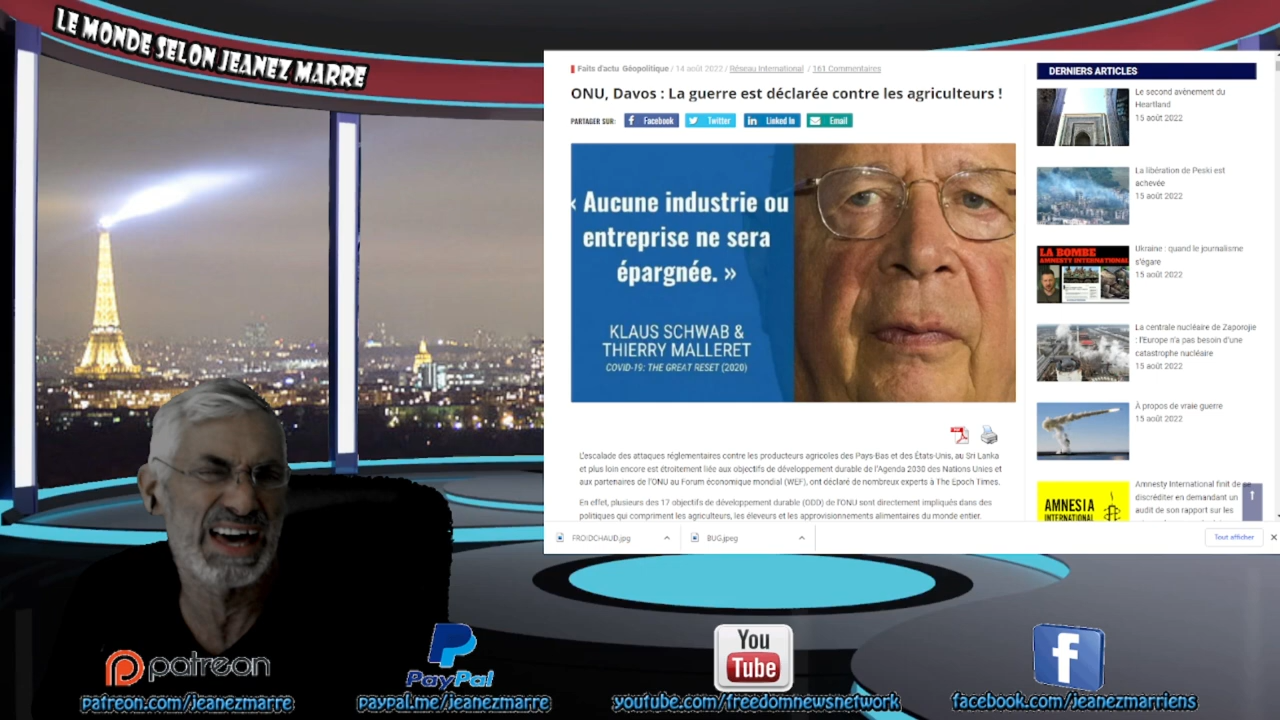 LE MONDE SELON JEANEZ MARRE
Faits d'actu Géopolitique / 14 août 2022 / Réseau International / 161 Commentaires
ONU, Davos : La guerre est déclarée contre les agriculteurs !
PARTAGER SUR: Facebook Twitter Linked In Email
« Aucune industrie ou
entreprise ne sera
épargnée. »
KLAUS SCHWAB &
THIERRY MALLERET
COVID-19: THE GREAT RESET (2020)
L'escalade des attaques réglementaires contre les producteurs agricoles des Pays-Bas et des États-Unis, au Sri Lanka
et plus loin encore est étroitement liée aux objectifs de développement durable de l'Agenda 2030 des Nations Unies et
aux partenaires de l'ONU au Forum économique mondial (WEF), ont déclaré de nombreux experts à The Epoch Times.
En effet, plusieurs des 17 objectifs de développement durable (ODD) de l'ONU sont directement impliqués dans des
politiques qui compriment les agriculteurs, les éleveurs et les approvisionnements alimentaires du monde entier.
DERNIERS ARTICLES
Le second avènement du
Heartland
15 août 2022
La libération de Peski est
achevée
15 août 2022
LA BOMBE
AMNESTY INTERNATIONAL
Ukraine : quand le journalisme
s'égare
15 août 2022
La centrale nucléaire de Zaporojie
: l'Europe n'a pas besoin d'une
catastrophe nucléaire
15 août 2022
À propos de vraie guerre
15 août 2022
AMNESIA
INTERNATIONAL
Amnesty International finit de se
discréditer en demandant un
audit de son rapport sur les
FROIDCHAUD.jpg
BUG.jpeg
Tout afficher
patreon
patreon.com/jeanezmarre
PayPal
paypal.me/jeanezmarre
You
Tube
youtube.com/freedomnewsnetwork
f
facebook.com/jeanezmarriens